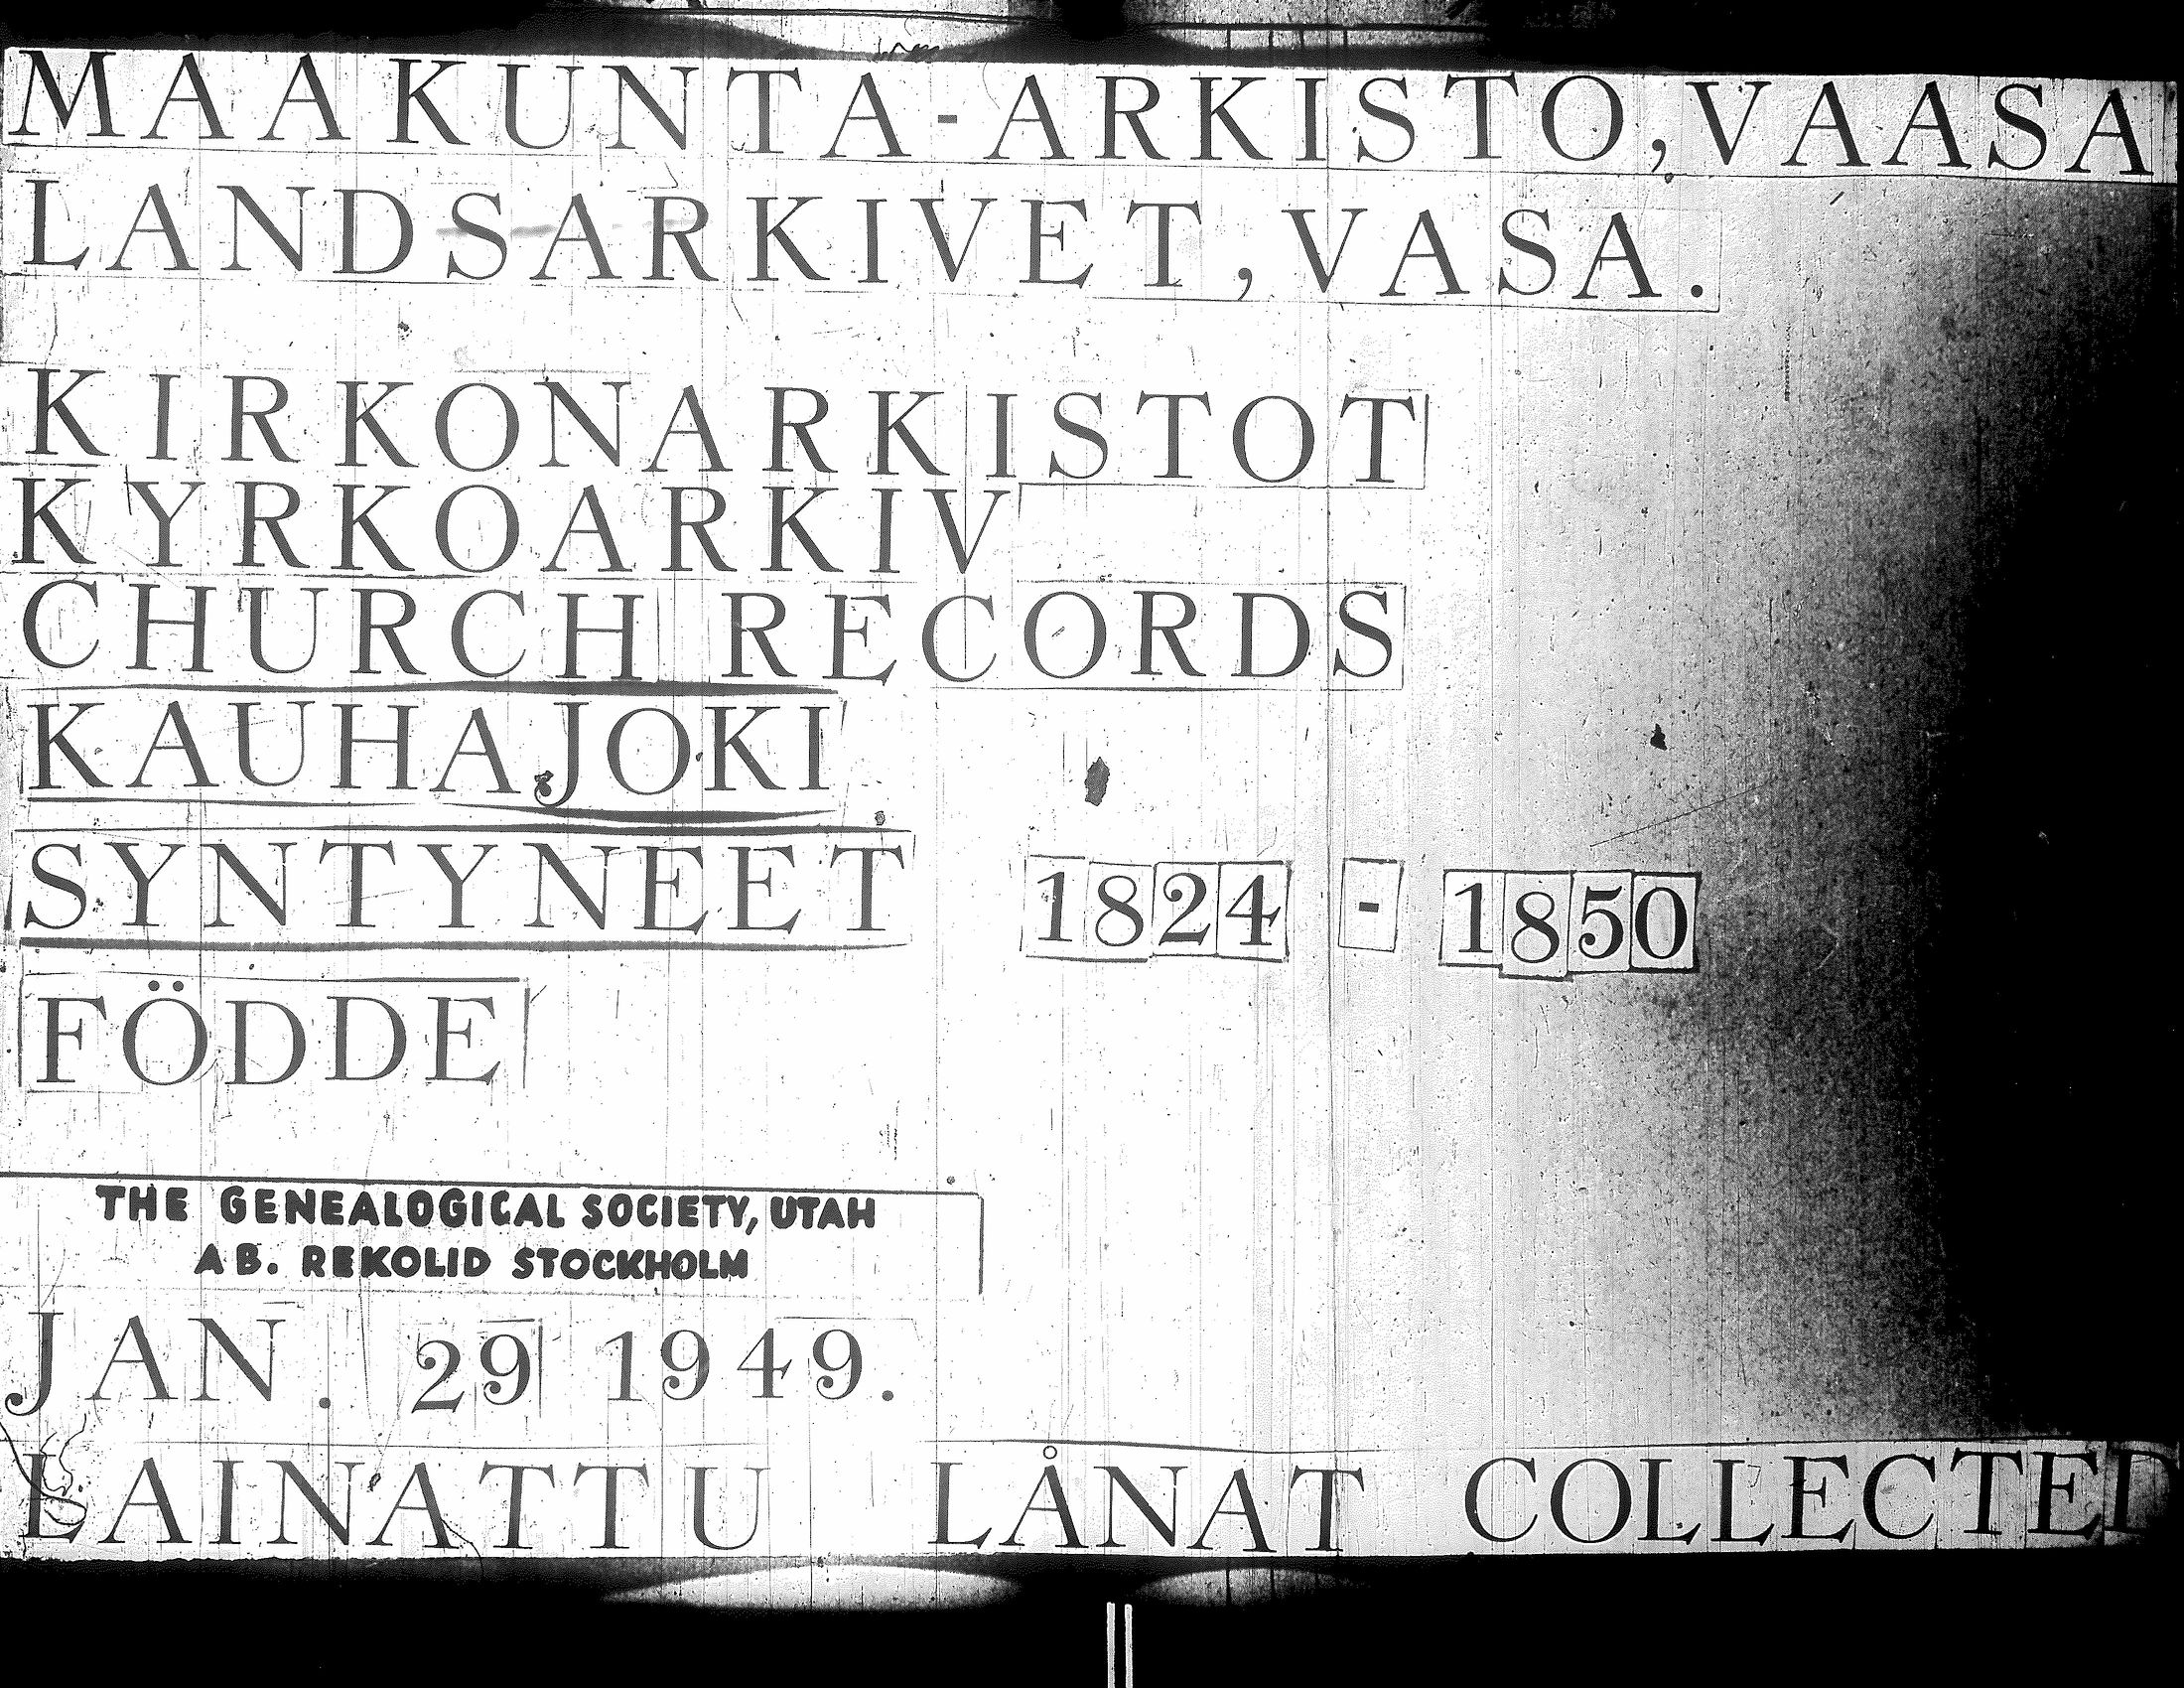 MAAKUNTA-ARKISTO, VAASA
LANDSARKIVET, VASA.
KIRKONARKISTOT
KYRKOARKIV
CHURCH RECORDS
KAUHAJOKI
SYNTYNEET 1824 - 1850
FÖDDE
THE GENEALOGICAL SOCIETY, UTAH
AB. REKOLID STOCKHOLM
JAN. 29 1949.
LAINATTU LÅNAT COLLECTED